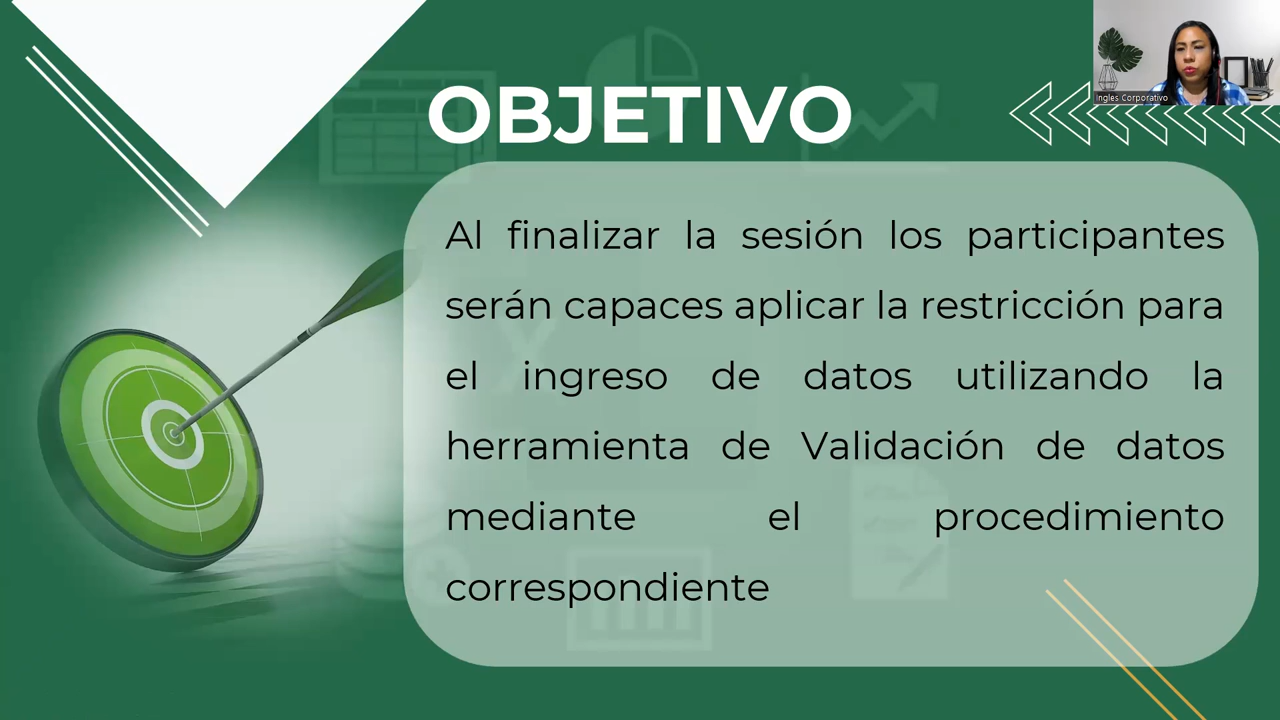 OBJETIVO
Ingles Corporativo
Al finalizar la sesión los participantes
serán capaces aplicar la restricción para
el ingreso de datos utilizando la
herramienta de Validación de datos
mediante el procedimiento
correspondiente